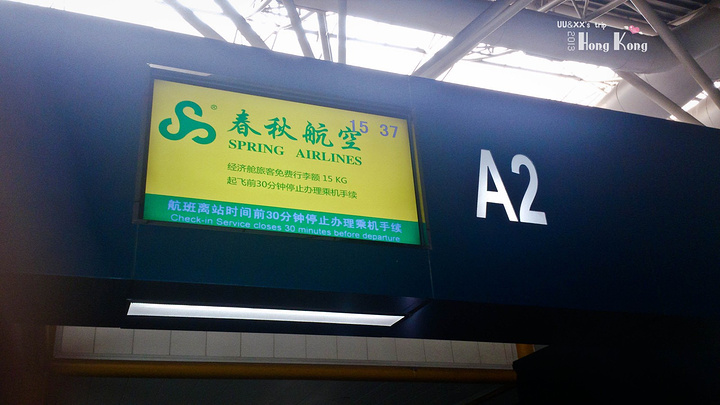 UU&XX's trip
2013 Hong Kong
春秋航空 15 37
SPRING AIRLINES
经济舱旅客免费行李额 15 KG
起飞前30分钟停止办理乘机手续
航班离站时间前30分钟停止办理乘机手续
Check-in Service closes 30 minutes before departure
A2